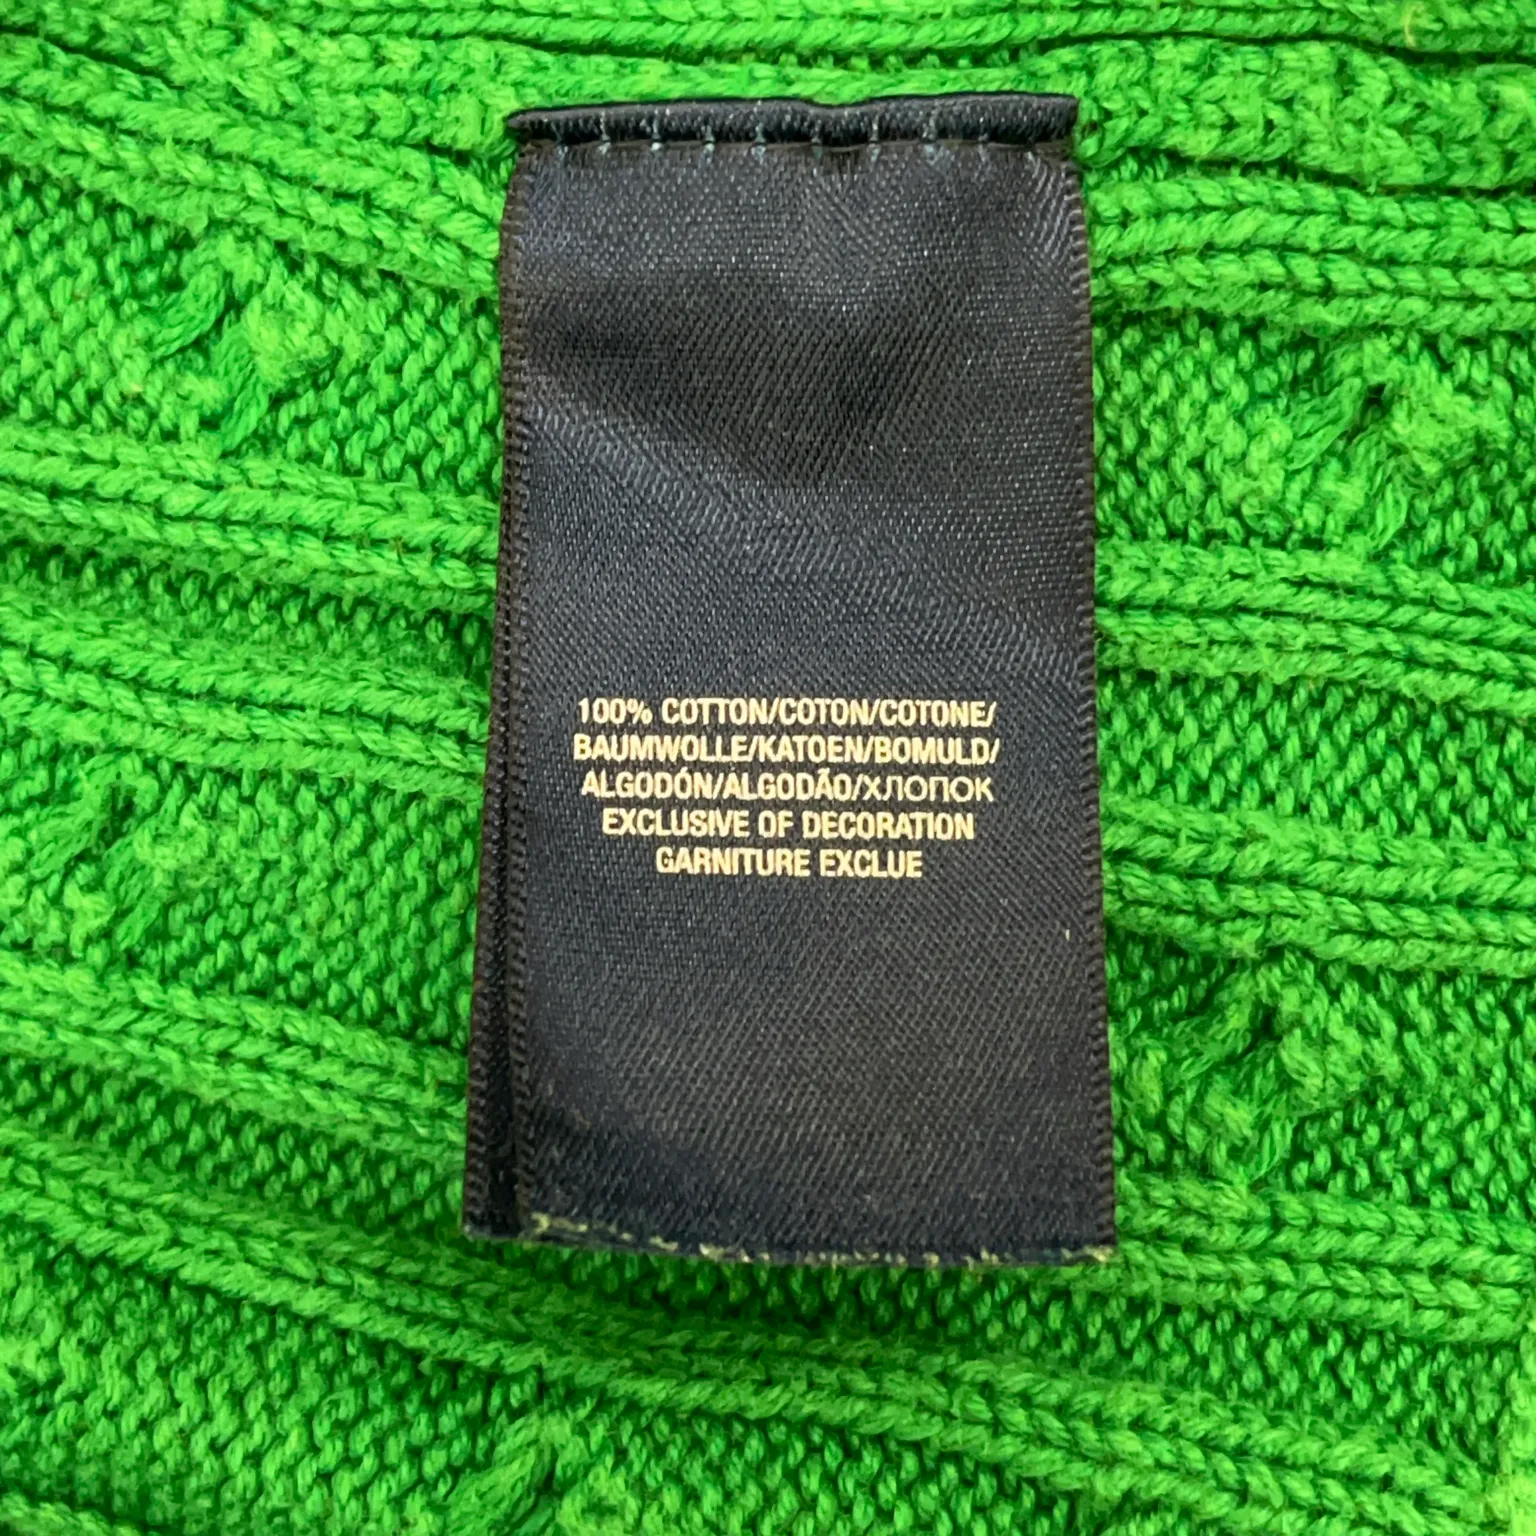 100% COTTON/COTON/COTONE/
BAUMWOLLE/KATOEN/BOMULD/
ALGODÓN/ALGODÃO/ХЛОПОК
EXCLUSIVE OF DECORATION
GARNITURE EXCLUE